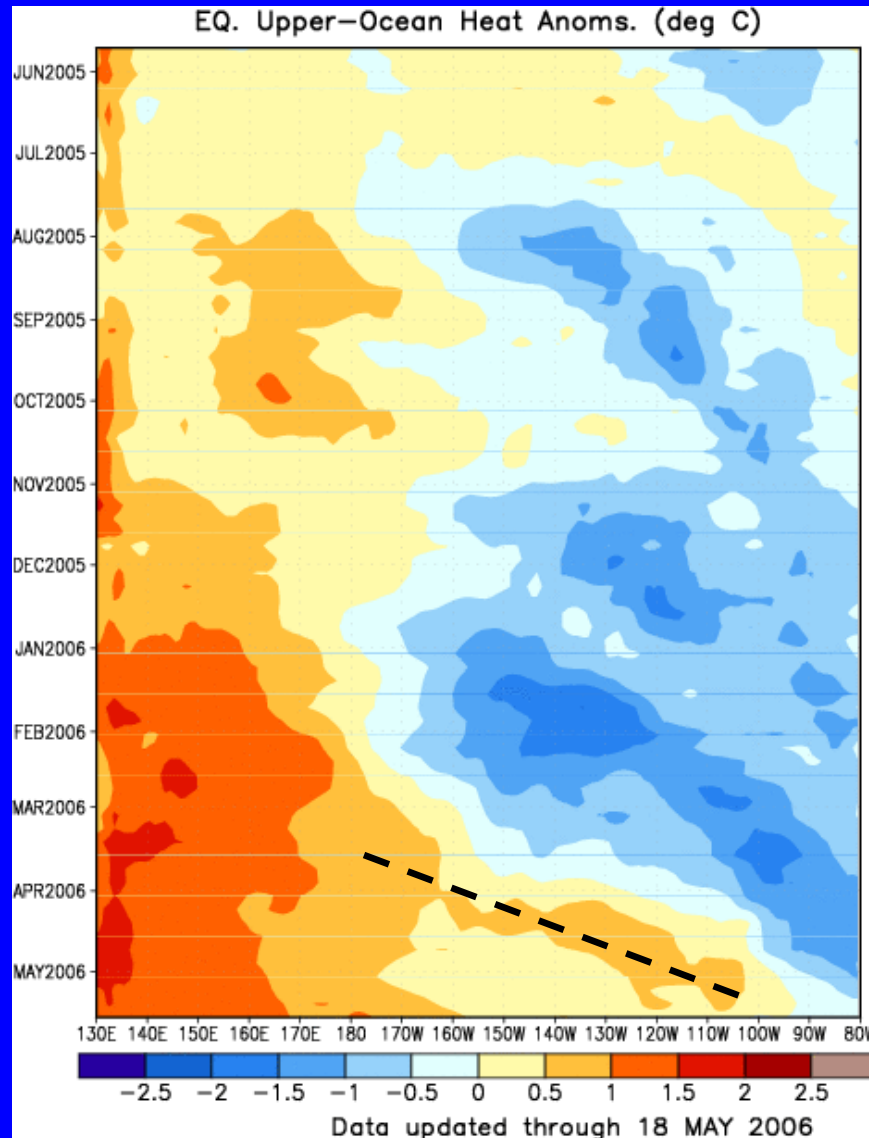 EQ. Upper-Ocean Heat Anoms. (deg C)
JUN2005
JUL2005
AUG2005
SEP2005
OCT2005
NOV2005
DEC2005
JAN2006
FEB2006
MAR2006
APR2006
MAY2006
130E 140E 150E 160E 170E 180 170W 160W 150W 140W 130W 120W 110W 100W 90W 80W
-2.5 -2 -1.5 -1 -0.5 0 0.5 1 1.5 2 2.5
Data updated through 18 MAY 2006